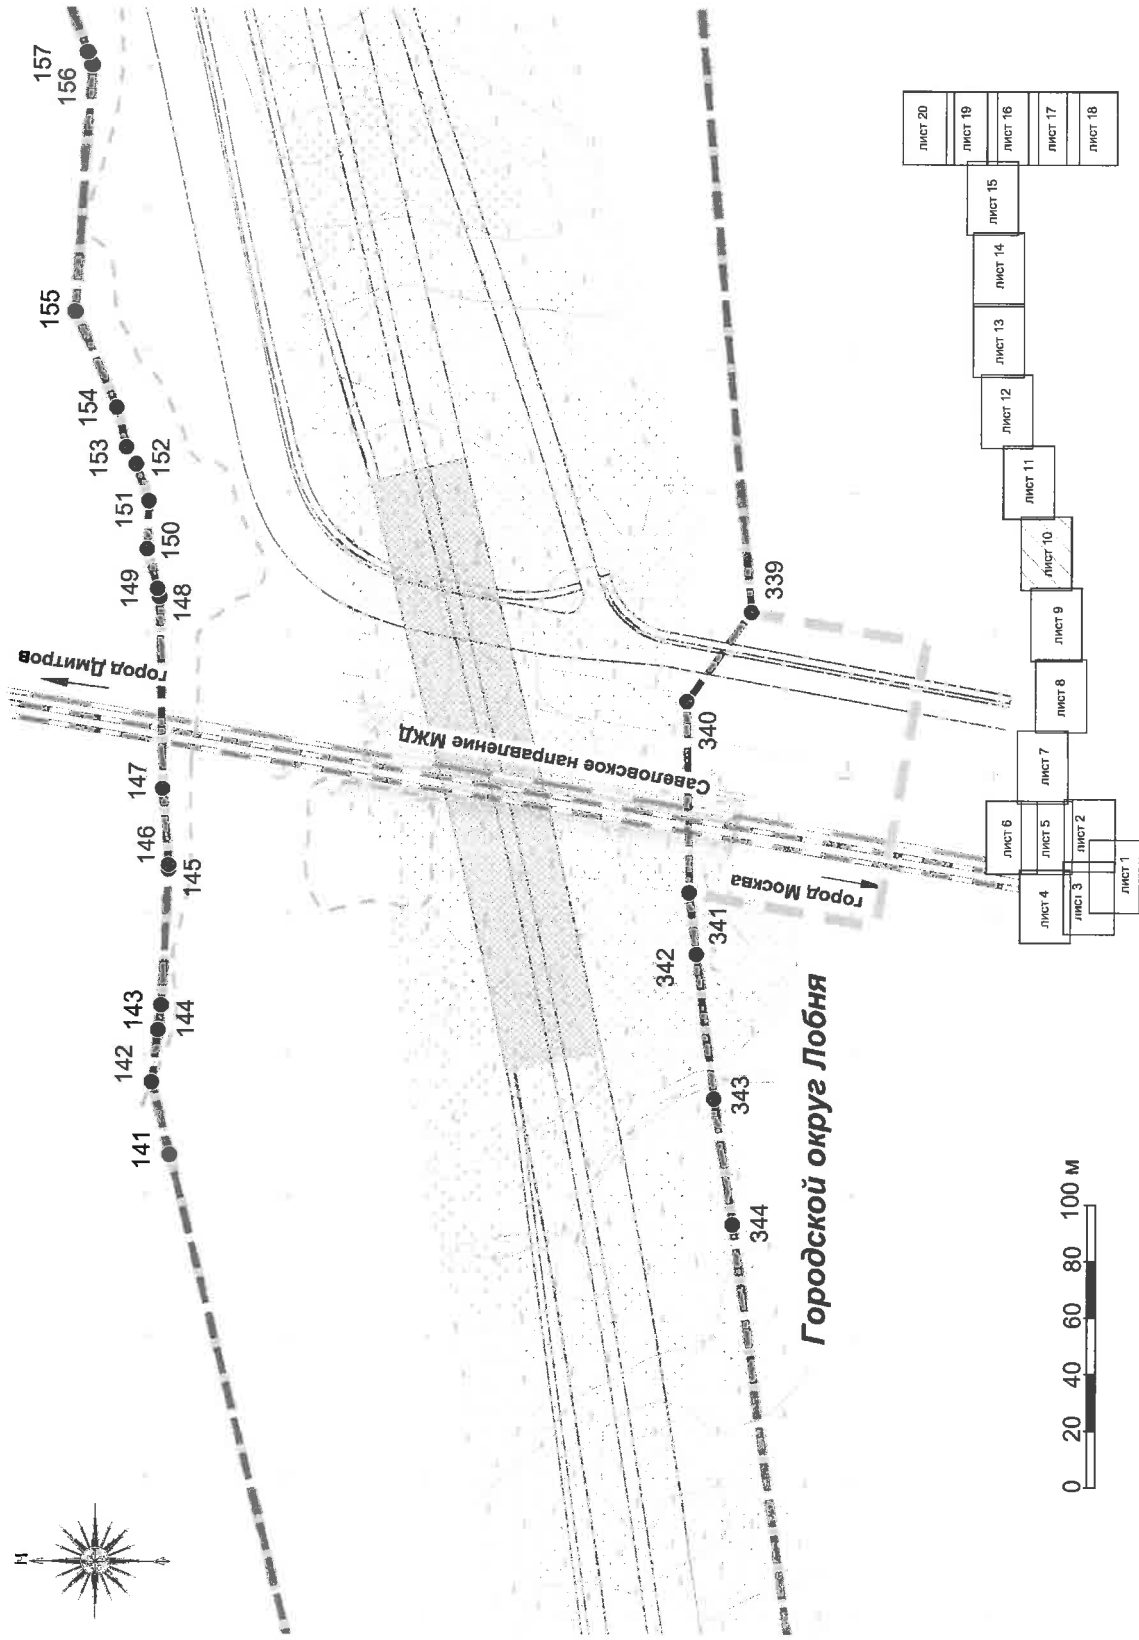 141
142
143
144
145
146
147
148
149
150
151
152
153
154
155
156
157
город Дмитров
Савеловское направление МЖД
город Москва
339
340
341
342
343
344
Городской округ Лобня
0 20 40 60 80 100 м
лист 1
лист 2
лист 3
лист 4
лист 5
лист 6
лист 7
лист 8
лист 9
лист 10
лист 11
лист 12
лист 13
лист 14
лист 15
лист 20
лист 19
лист 16
лист 17
лист 18